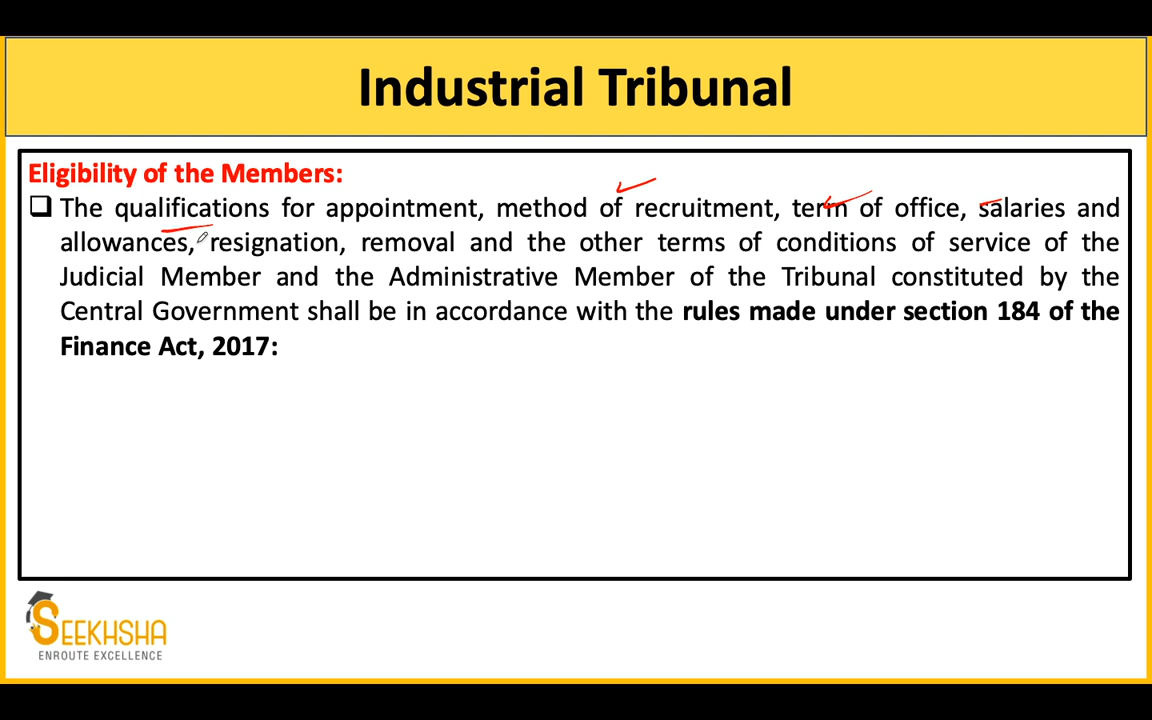 Industrial Tribunal
Eligibility of the Members:
The qualifications for appointment, method of recruitment, term of office, salaries and
allowances, resignation, removal and the other terms of conditions of service of the
Judicial Member and the Administrative Member of the Tribunal constituted by the
Central Government shall be in accordance with the rules made under section 184 of the
Finance Act, 2017:
SEEKHSHA
ENROUTE EXCELLENCE